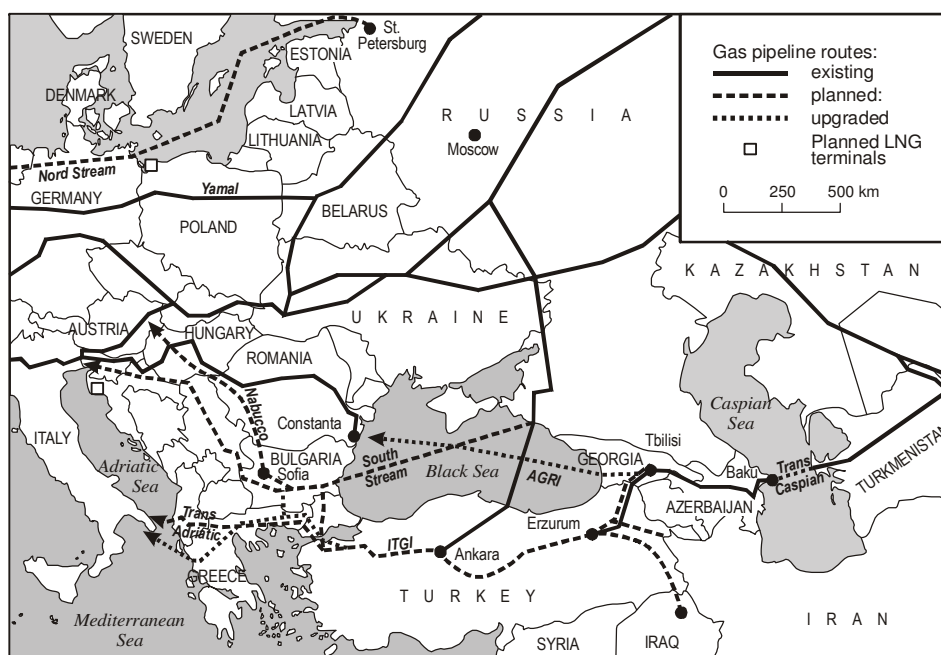 SWEDEN
St.
Petersburg
ESTONIA
DENMARK
LATVIA
LITHUANIA
R U S S I A
Moscow
Nord Stream
GERMANY
Yamal
POLAND
BELARUS
Gas pipeline routes:
existing
planned:
upgraded
Planned LNG
terminals
0 250 500 km
K A Z A K H S T A N
U K R A I N E
AUSTRIA
HUNGARY
ROMANIA
Nabucco
Constanta
Caspian
Sea
ITALY
Adriatic
Sea
BULGARIA
Sofia
South
Stream
Black Sea
AGRI
GEORGIA
Tbilisi
Baku
Trans
Caspian
TURKMENISTAN
AZERBAIJAN
Trans
Adriatic
ITGI
Ankara
Erzurum
GREECE
T U R K E Y
Mediterranean
Sea
SYRIA
IRAQ
I R A N